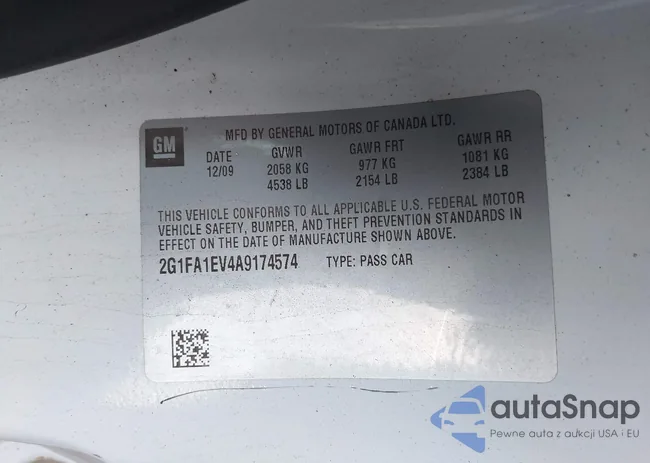 GM
MFD BY GENERAL MOTORS OF CANADA LTD.
DATE GVWR GAWR FRT GAWR RR
12/09 2058 KG 977 KG 1081 KG
4538 LB 2154 LB 2384 LB
THIS VEHICLE CONFORMS TO ALL APPLICABLE U.S. FEDERAL MOTOR
VEHICLE SAFETY, BUMPER, AND THEFT PREVENTION STANDARDS IN
EFFECT ON THE DATE OF MANUFACTURE SHOWN ABOVE.
2G1FA1EV4A9174574 TYPE: PASS CAR
autaSnap
Pewne auta z aukcji USA i EU